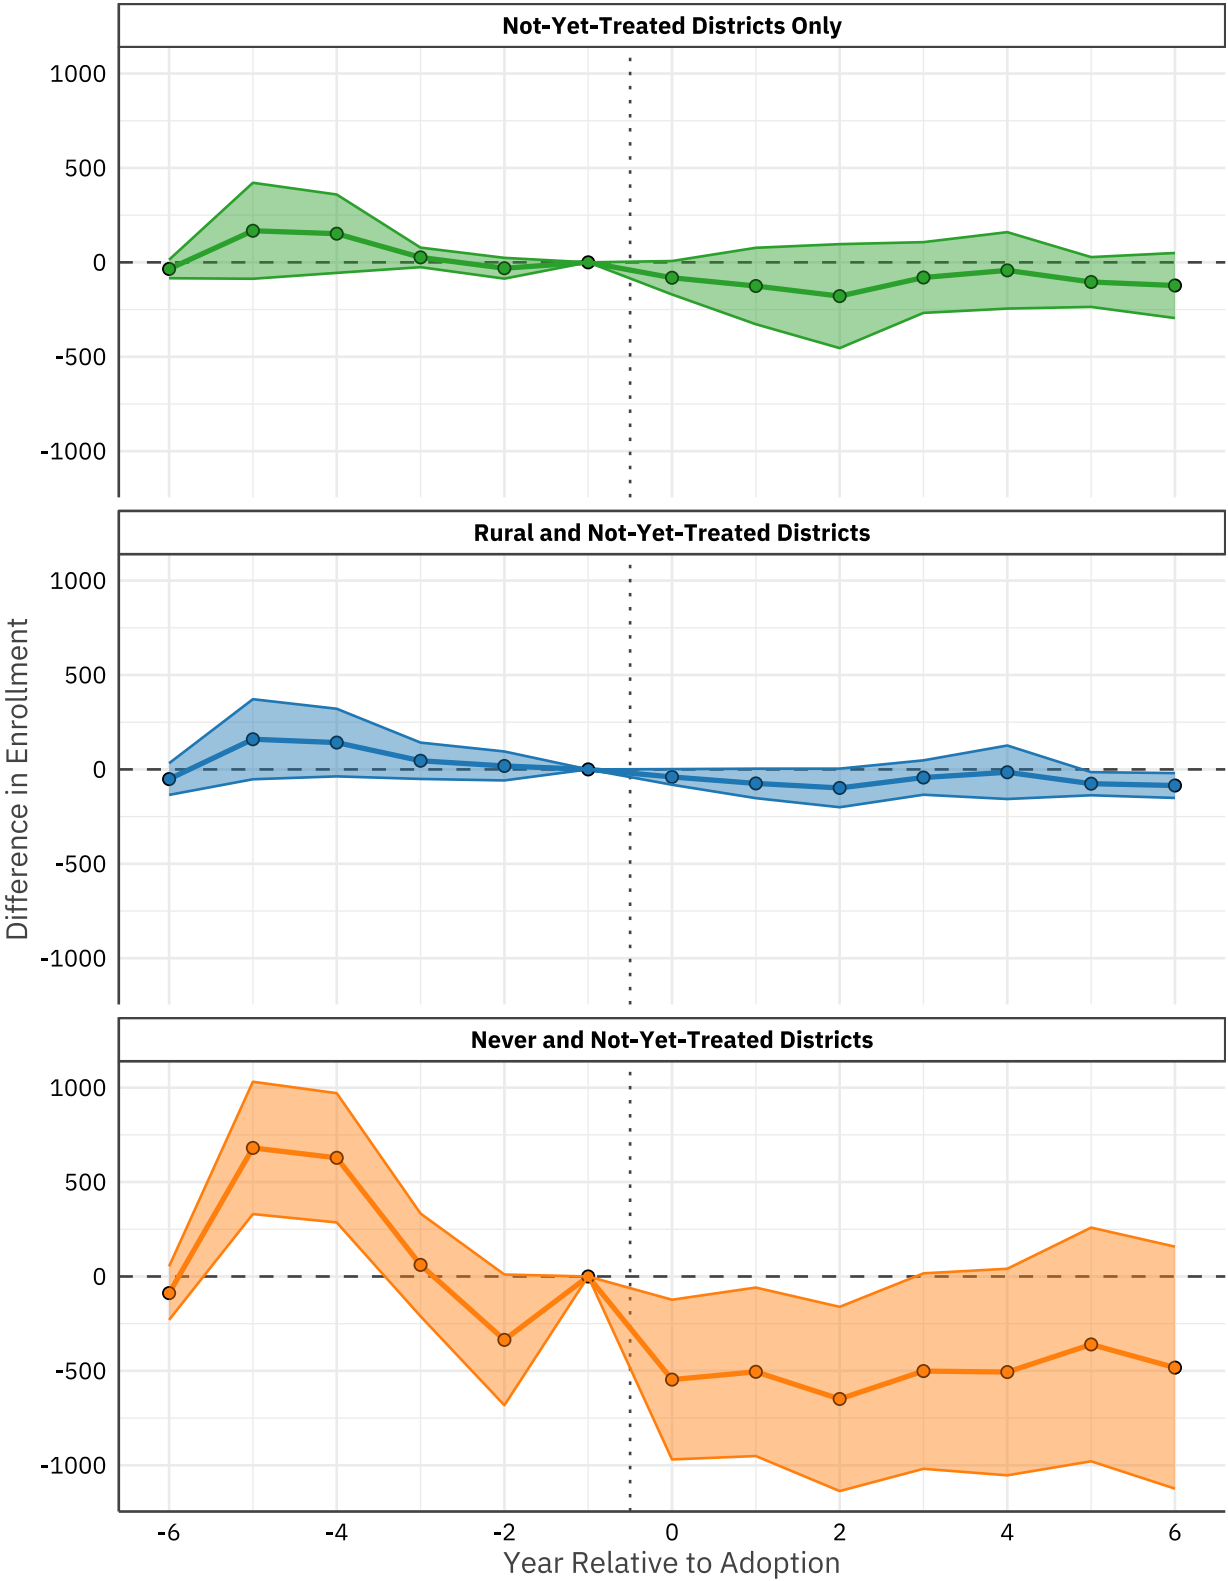 Not-Yet-Treated Districts Only
1000
500
0
-500
-1000
Rural and Not-Yet-Treated Districts
1000
500
0
-500
-1000
Difference in Enrollment
Never and Not-Yet-Treated Districts
1000
500
0
-500
-1000
-6 -4 -2 0 2 4 6
Year Relative to Adoption